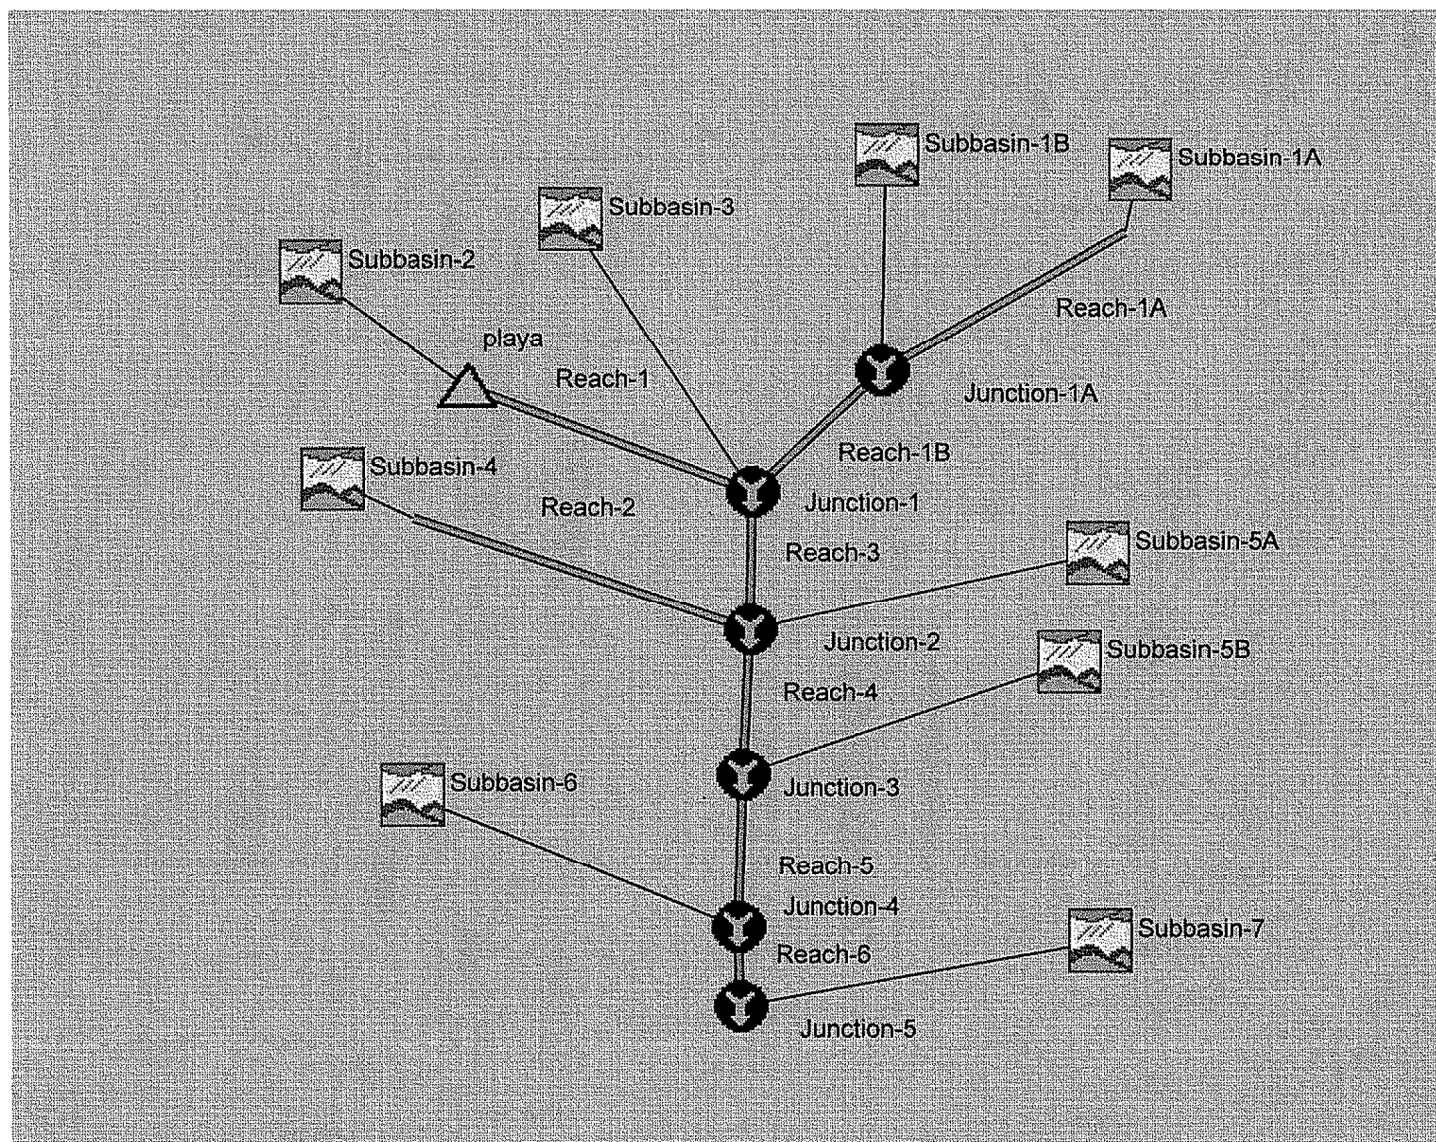 Subbasin-1B
Subbasin-1A
Subbasin-3
Subbasin-2
Reach-1A
playa
Reach-1
Junction-1A
Reach-1B
Subbasin-4
Junction-1
Reach-2
Subbasin-5A
Reach-3
Junction-2
Subbasin-5B
Reach-4
Subbasin-6
Junction-3
Reach-5
Junction-4
Subbasin-7
Reach-6
Junction-5